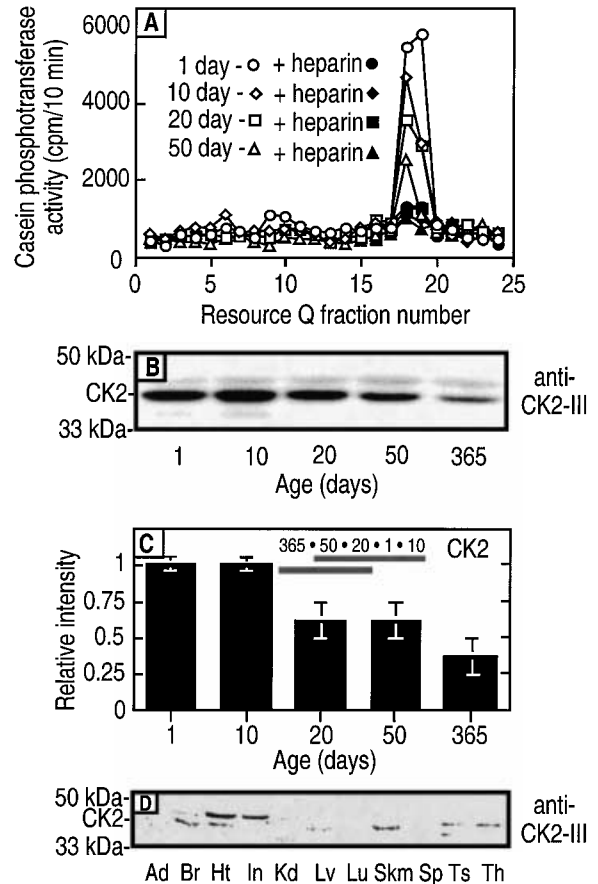 A
6000
4000
2000
0
Casein phosphotransferase
activity (cpm/10 min)
1 day - ○ + heparin ●
10 day - ◇ + heparin ◆
20 day - □ + heparin ■
50 day - △ + heparin ▲
0 5 10 15 20 25
Resource Q fraction number
B
50 kDa-
CK2-
33 kDa-
anti-
CK2-III
1 10 20 50 365
Age (days)
C
365 • 50 • 20 • 1 • 10
CK2
1
0.75
0.5
0.25
0
Relative intensity
1 10 20 50 365
Age (days)
D
50 kDa-
CK2-
33 kDa-
anti-
CK2-III
Ad Br Ht In Kd Lv Lu Skm Sp Ts Th